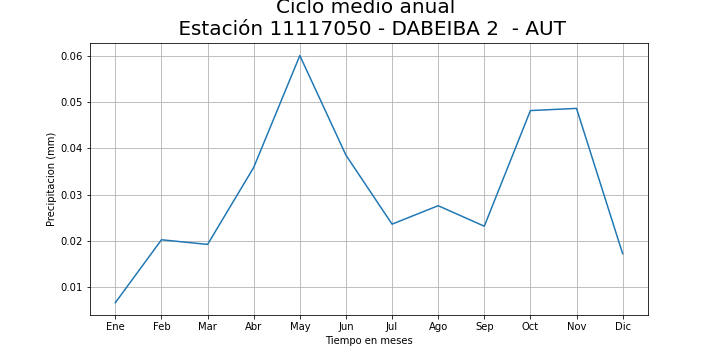 Ciclo medio anual
Estación 11117050 - DABEIBA 2  - AUT
0.06
0.05
0.04
0.03
0.02
0.01
Precipitacion (mm)
Ene Feb Mar Abr May Jun Jul Ago Sep Oct Nov Dic
Tiempo en meses